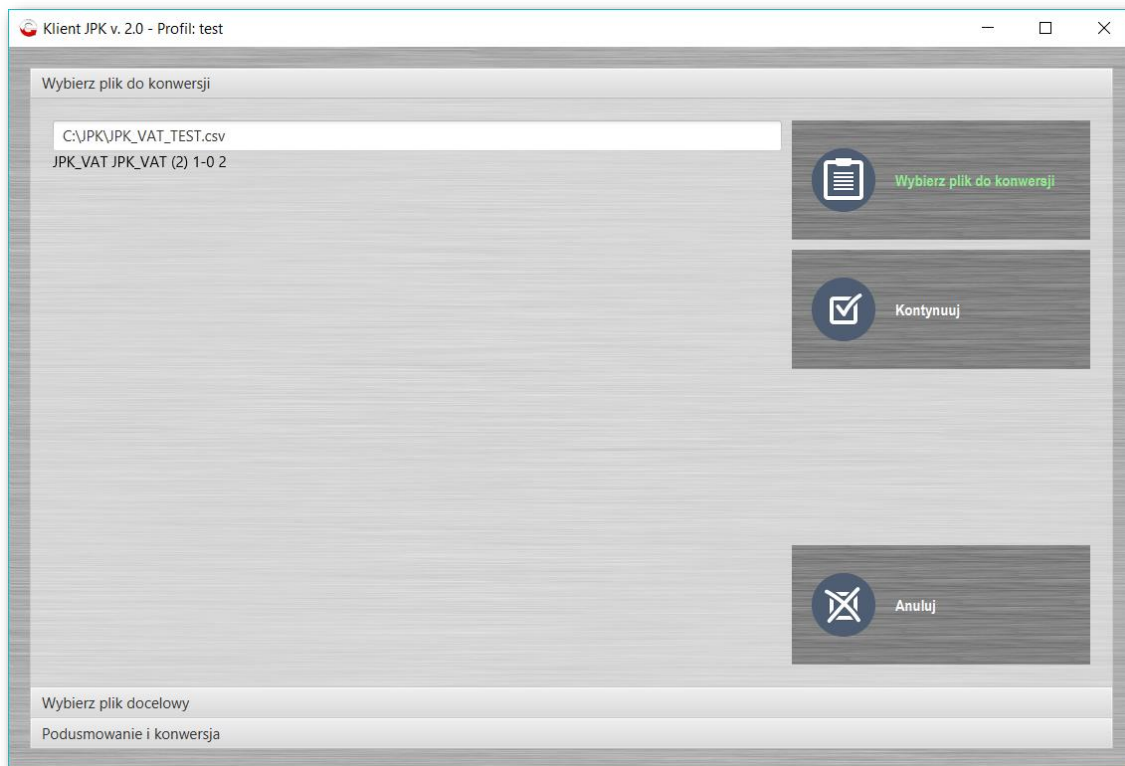 Klient JPK v. 2.0 - Profil: test
Wybierz plik do konwersji
C:\JPK\JPK_VAT_TEST.csv
JPK_VAT JPK_VAT (2) 1-0 2
Wybierz plik do konwersji
Kontynuuj
Anuluj
Wybierz plik docelowy
Podusmowanie i konwersja